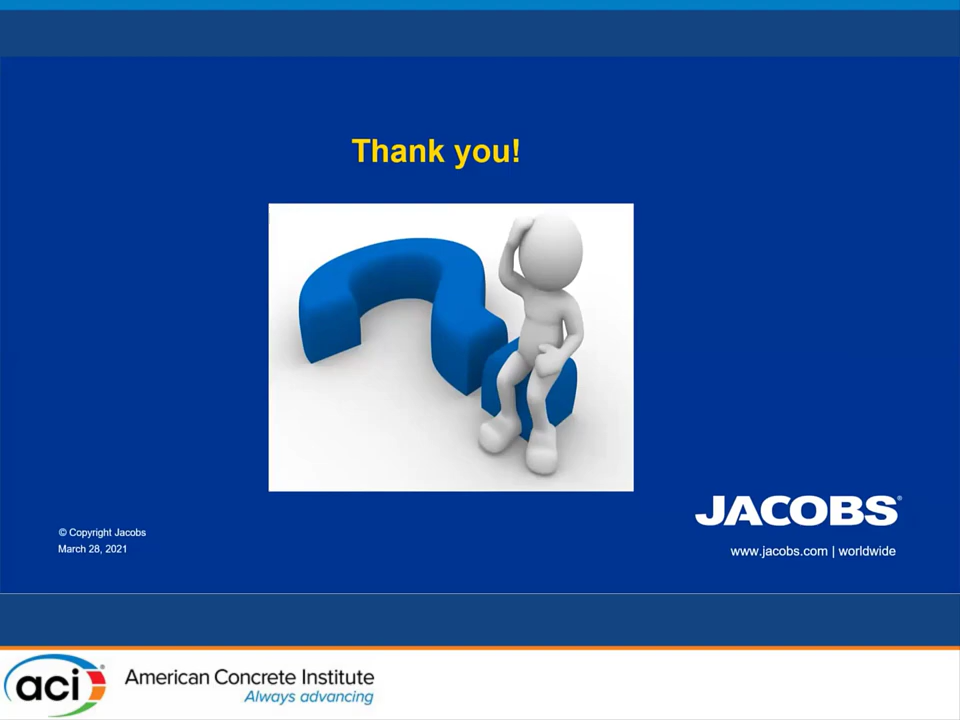 Thank you!
JACOBS®
© Copyright Jacobs
March 28, 2021
www.jacobs.com | worldwide
aci®
American Concrete Institute
Always advancing